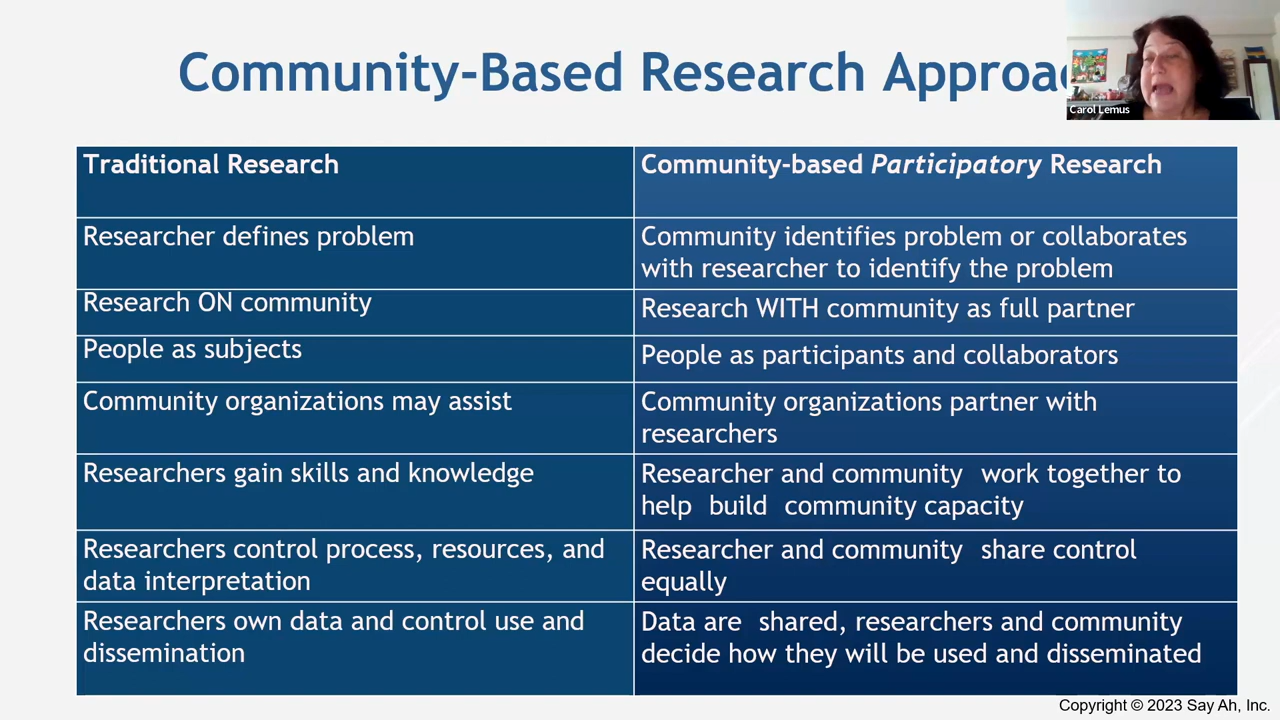 Community-Based Research Approa
Carol Lemus
Traditional Research
Community-based Participatory Research
Researcher defines problem
Community identifies problem or collaborates
with researcher to identify the problem
Research ON community
Research WITH community as full partner
People as subjects
People as participants and collaborators
Community organizations may assist
Community organizations partner with
researchers
Researchers gain skills and knowledge
Researcher and community work together to
help build community capacity
Researchers control process, resources, and
data interpretation
Researcher and community share control
equally
Researchers own data and control use and
dissemination
Data are shared, researchers and community
decide how they will be used and disseminated
Copyright © 2023 Say Ah, Inc.